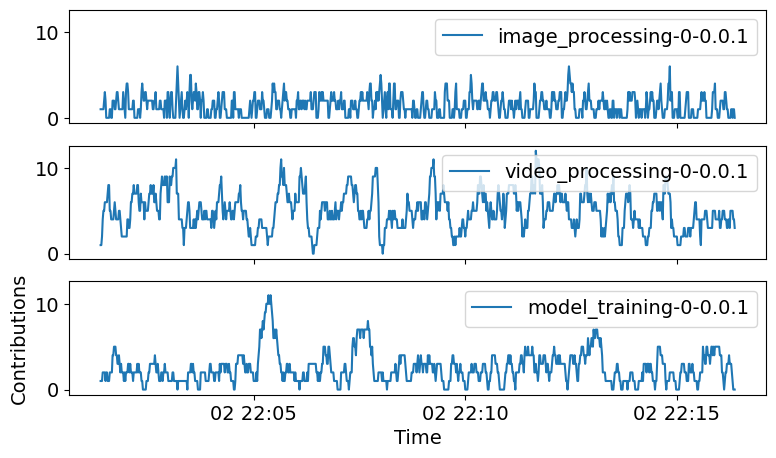 10
0
image_processing-0-0.0.1
10
0
video_processing-0-0.0.1
Contributions
10
0
model_training-0-0.0.1
02 22:05
02 22:10
02 22:15
Time